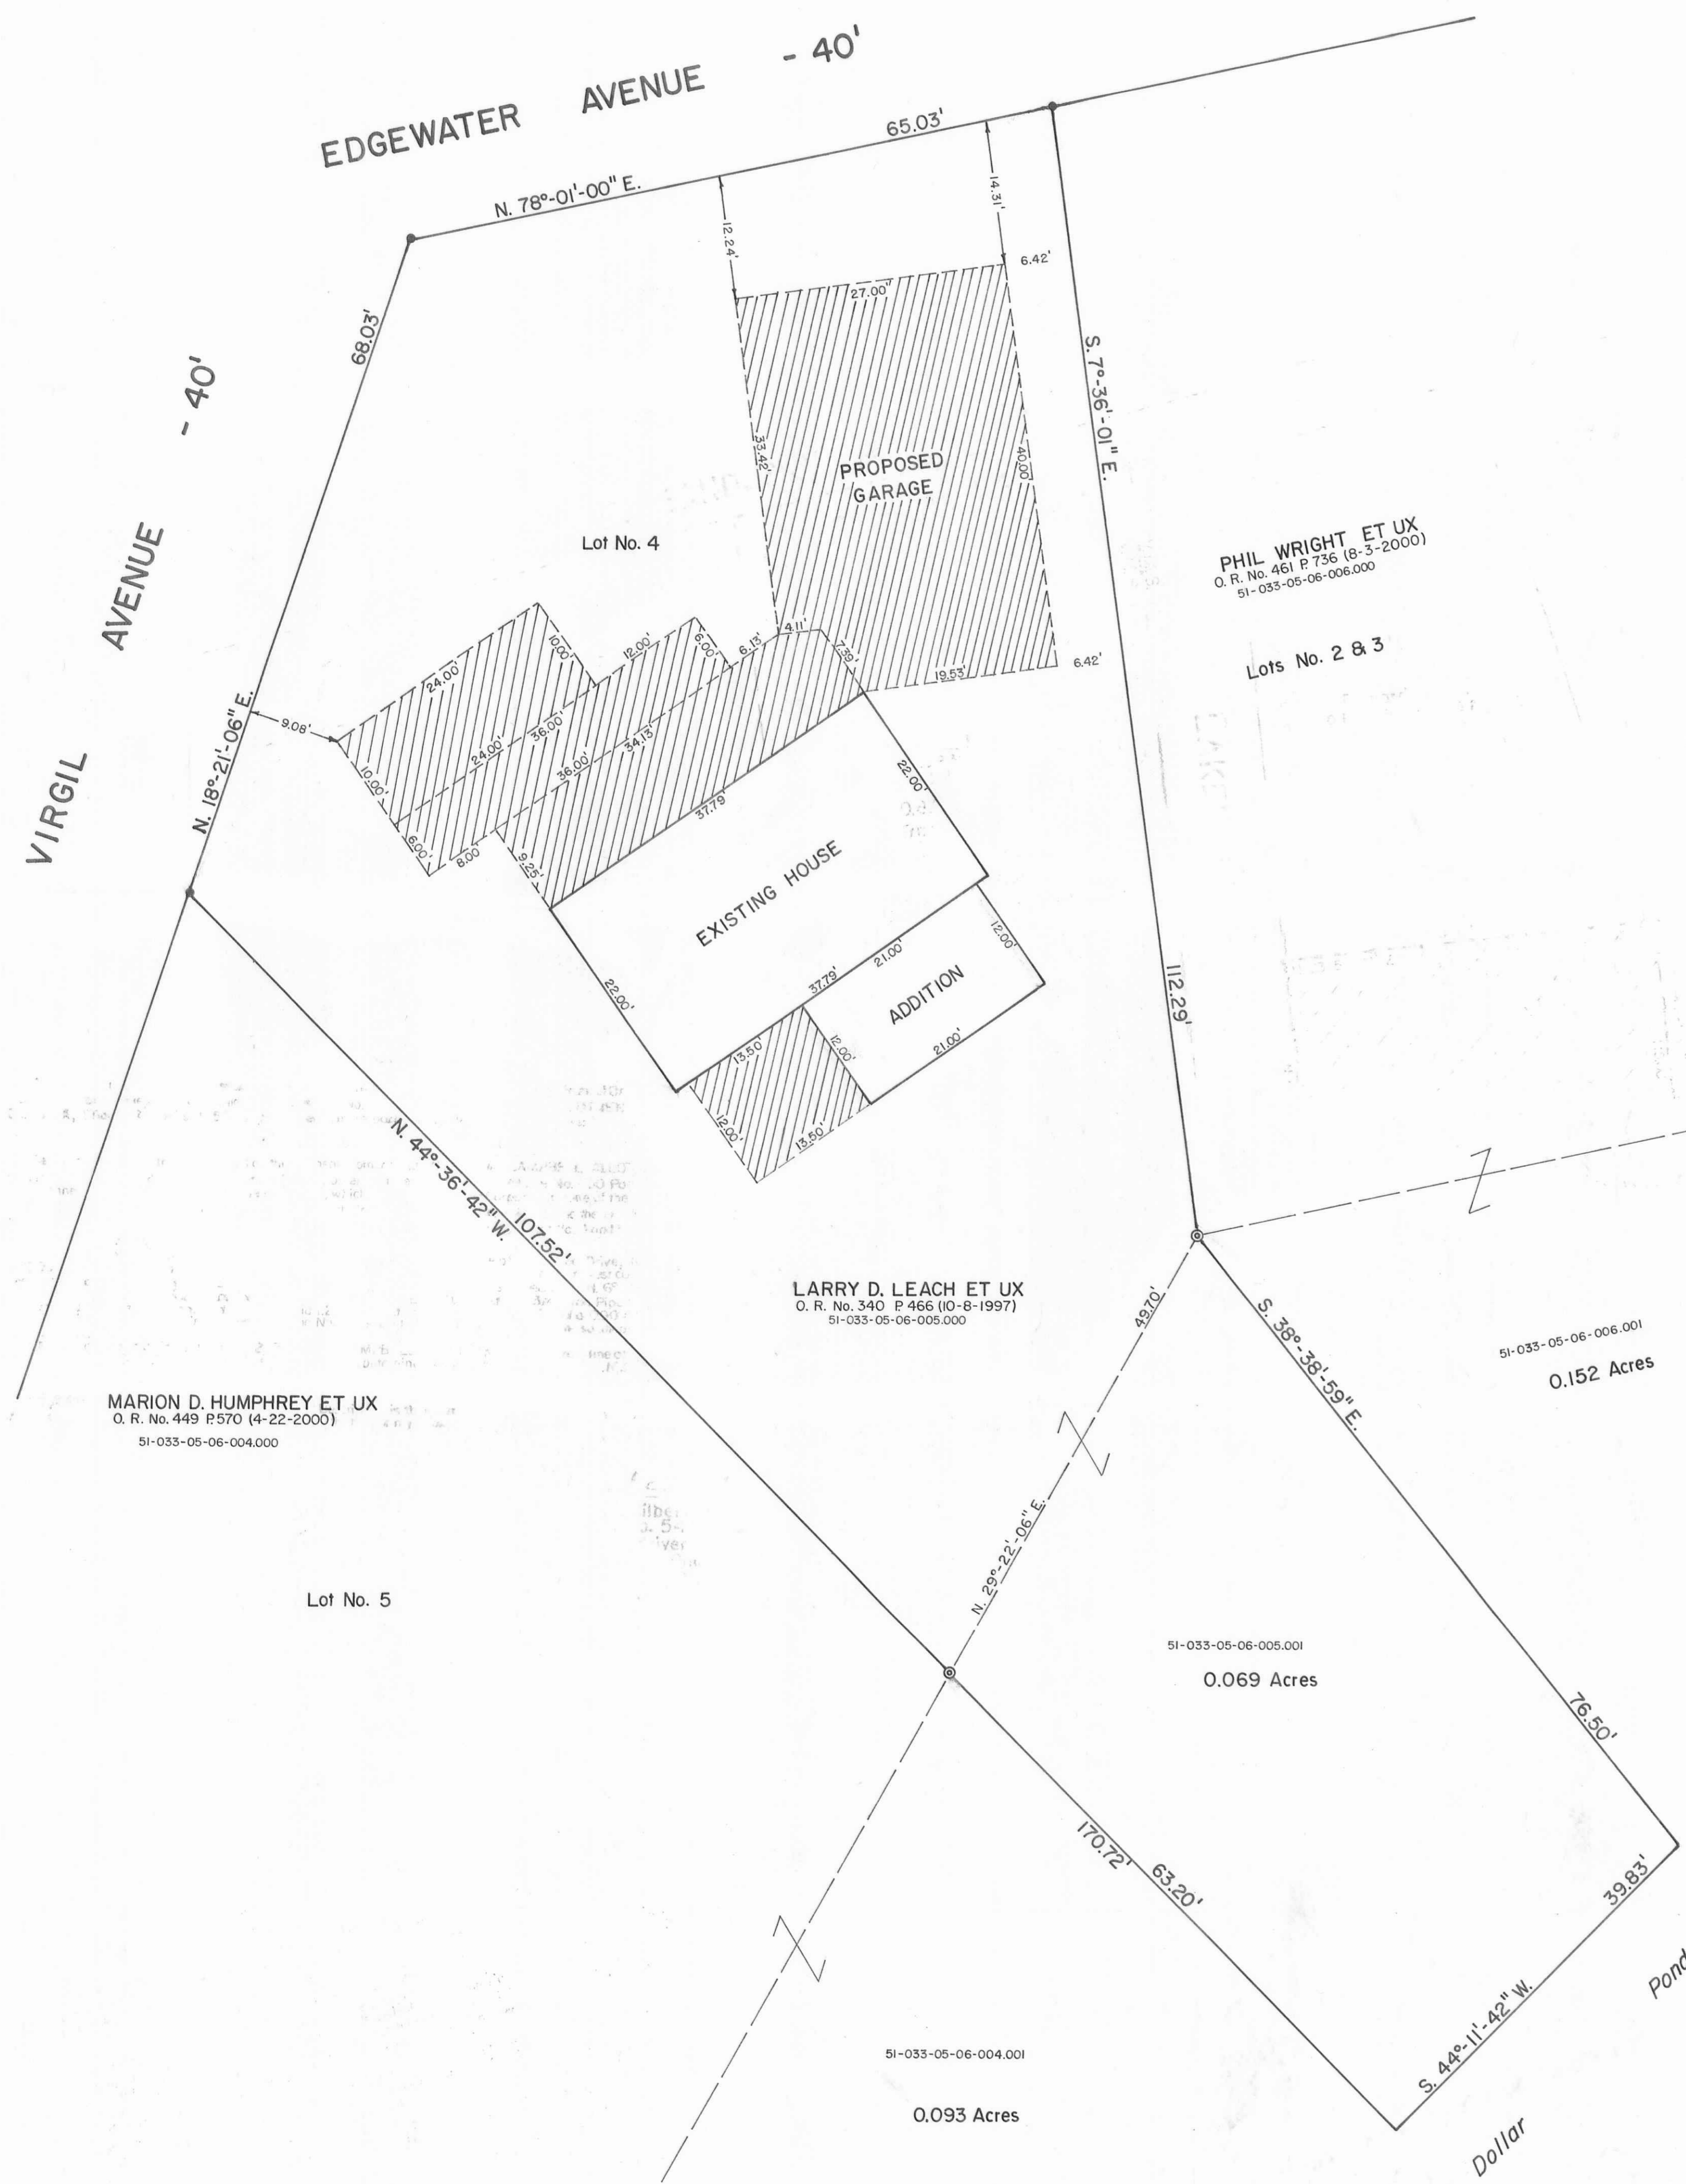 EDGEWATER AVENUE - 40'
65.03'
N. 78°-01'-00" E.
14.31'
12.24'
6.42'
27.00'
68.03'
VIRGIL AVENUE - 40'
S. 7°-36'-01" E.
33.42'
40.00'
PROPOSED
GARAGE
Lot No. 4
PHIL WRIGHT ET UX
O. R. No. 461 P. 736 (8-3-2000)
51-033-05-06-006.000
Lots No. 2 & 3
4.11'
7.39'
6.13'
6.00'
12.00'
10.00'
24.00'
19.53'
6.42'
N. 18°-21'-06" E.
9.08'
36.00'
24.00'
34.13'
36.00'
10.00'
6.00'
8.00
9.25'
37.79'
22.00'
EXISTING HOUSE
22.00'
37.79'
21.00'
12.00'
ADDITION
21.00'
12.00'
13.50'
12.00'
13.50'
112.29'
N. 44°-36'-42" W.
107.52'
LARRY D. LEACH ET UX
O. R. No. 340 P. 466 (10-8-1997)
51-033-05-06-005.000
49.70'
S. 38°-38'-59" E.
51-033-05-06-006.001
0.152 Acres
MARION D. HUMPHREY ET UX
O. R. No. 449 P.570 (4-22-2000)
51-033-05-06-004.000
N. 29°-22'-06" E.
Lot No. 5
51-033-05-06-005.001
0.069 Acres
76.50'
170.72'
63.20'
39.83'
S. 44°-11'-42" W.
51-033-05-06-004.001
0.093 Acres
Dollar Pond